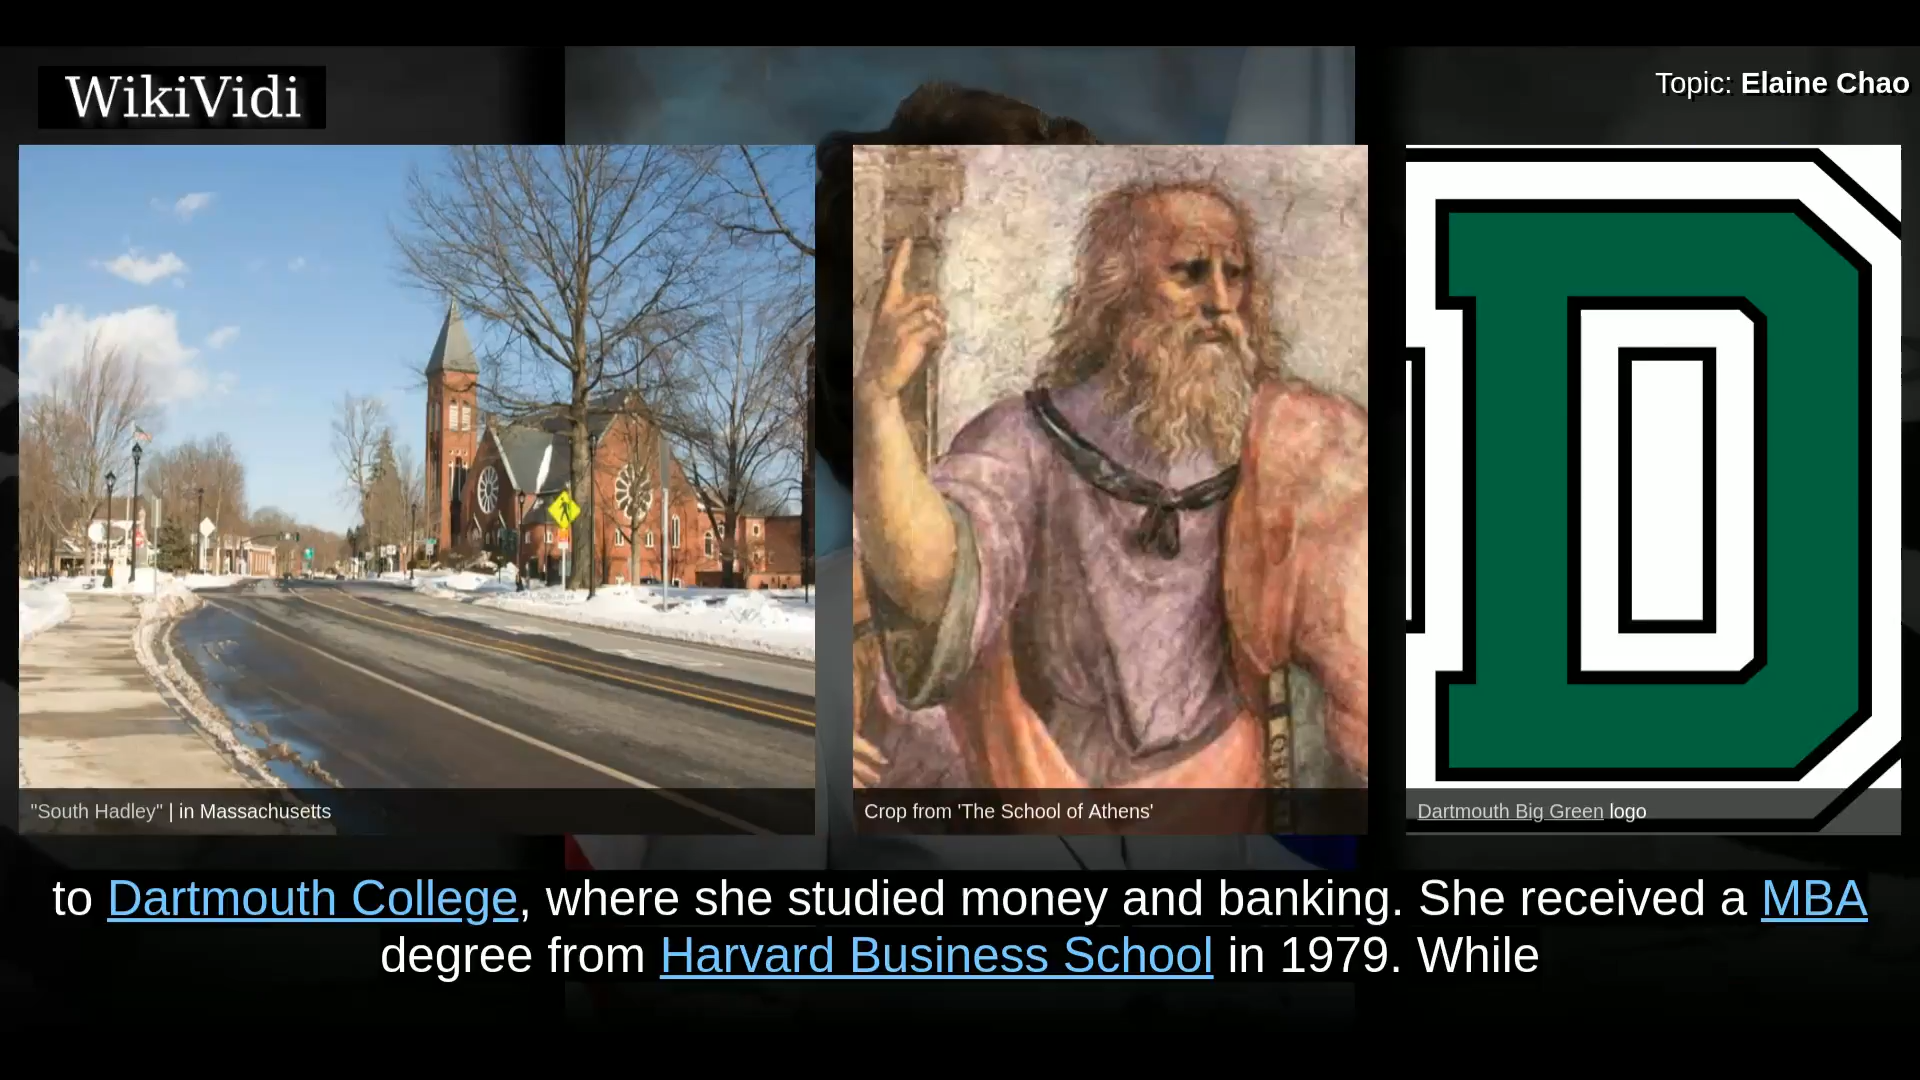 WikiVidi
Topic: Elaine Chao
"South Hadley" | in Massachusetts
Crop from 'The School of Athens'
Dartmouth Big Green logo
to Dartmouth College, where she studied money and banking. She received a MBA
degree from Harvard Business School in 1979. While